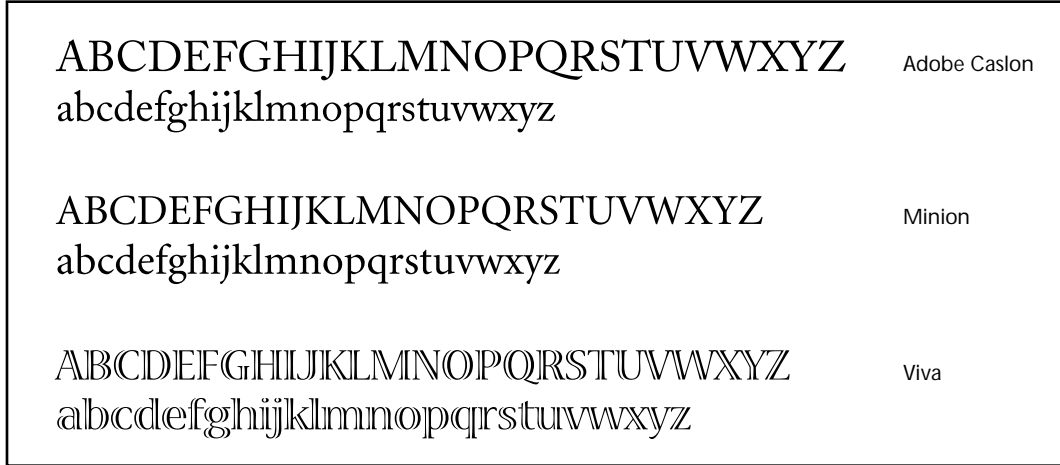 ABCDEFGHIJKLMNOPQRSTUVWXYZ Adobe Caslon
abcdefghijklmnopqrstuvwxyz
ABCDEFGHIJKLMNOPQRSTUVWXYZ Minion
abcdefghijklmnopqrstuvwxyz
ABCDEFGHIJKLMNOPQRSTUVWXYZ Viva
abcdefghijklmnopqrstuvwxyz